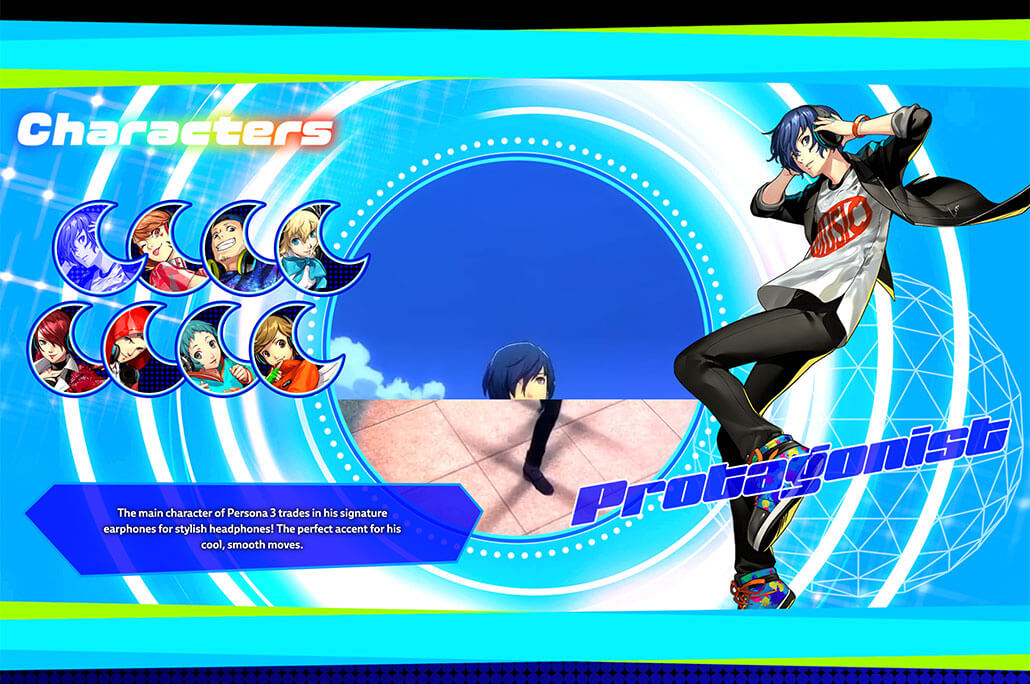 Characters
MUSIC
The main character of Persona 3 trades in his signature
earphones for stylish headphones! The perfect accent for his
cool, smooth moves.
Protagonist